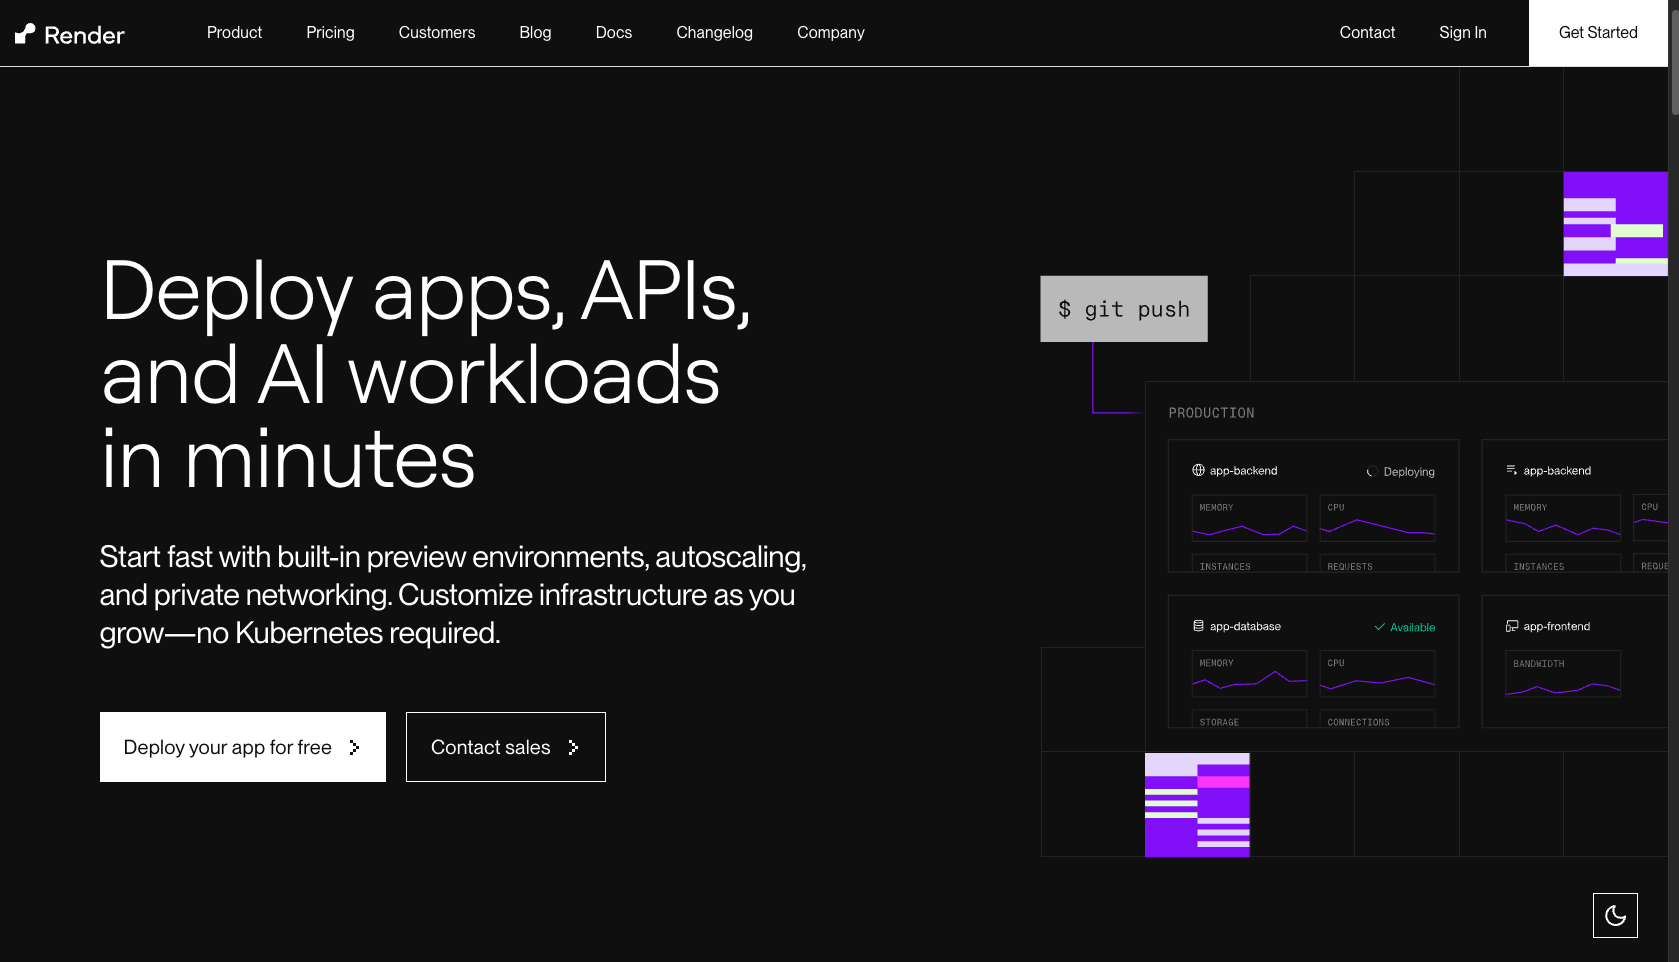 Render
Product
Pricing
Customers
Blog
Docs
Changelog
Company
Contact
Sign In
Get Started
Deploy apps, APIs,
and AI workloads
in minutes
Start fast with built-in preview environments, autoscaling,
and private networking. Customize infrastructure as you
grow—no Kubernetes required.
Deploy your app for free
Contact sales
$ git push
PRODUCTION
app-backend
Deploying
MEMORY
CPU
INSTANCES
REQUESTS
app-backend
MEMORY
CPU
INSTANCES
REQUE
app-database
Available
MEMORY
CPU
STORAGE
CONNECTIONS
app-frontend
BANDWIDTH